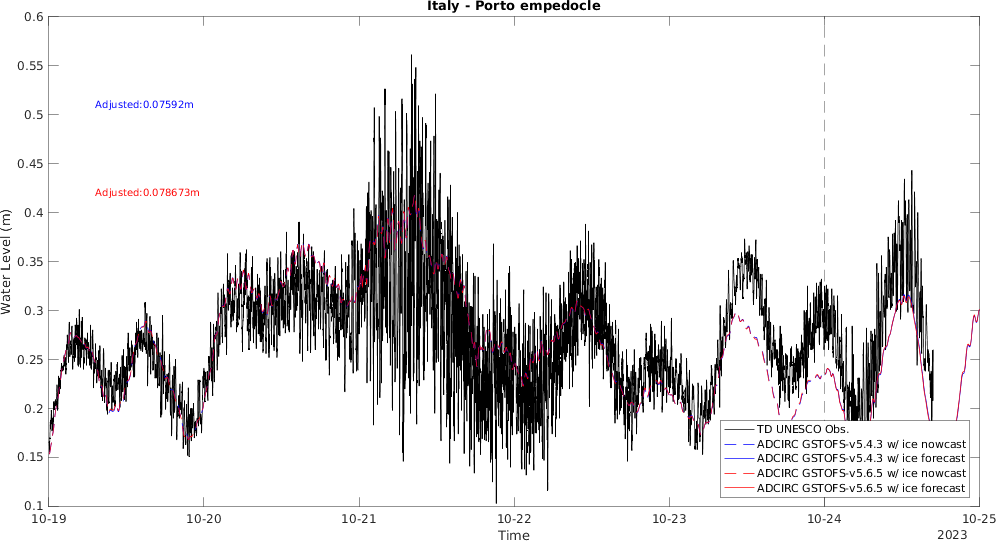 Italy - Porto empedocle
0.6
0.55
0.5
0.45
0.4
0.35
0.3
0.25
0.2
0.15
0.1
Water Level (m)
Adjusted:0.07592m
Adjusted:0.078673m
TD UNESCO Obs.
ADCIRC GSTOFS-v5.4.3 w/ ice nowcast
ADCIRC GSTOFS-v5.4.3 w/ ice forecast
ADCIRC GSTOFS-v5.6.5 w/ ice nowcast
ADCIRC GSTOFS-v5.6.5 w/ ice forecast
10-19 10-20 10-21 10-22 10-23 10-24 10-25
Time
2023